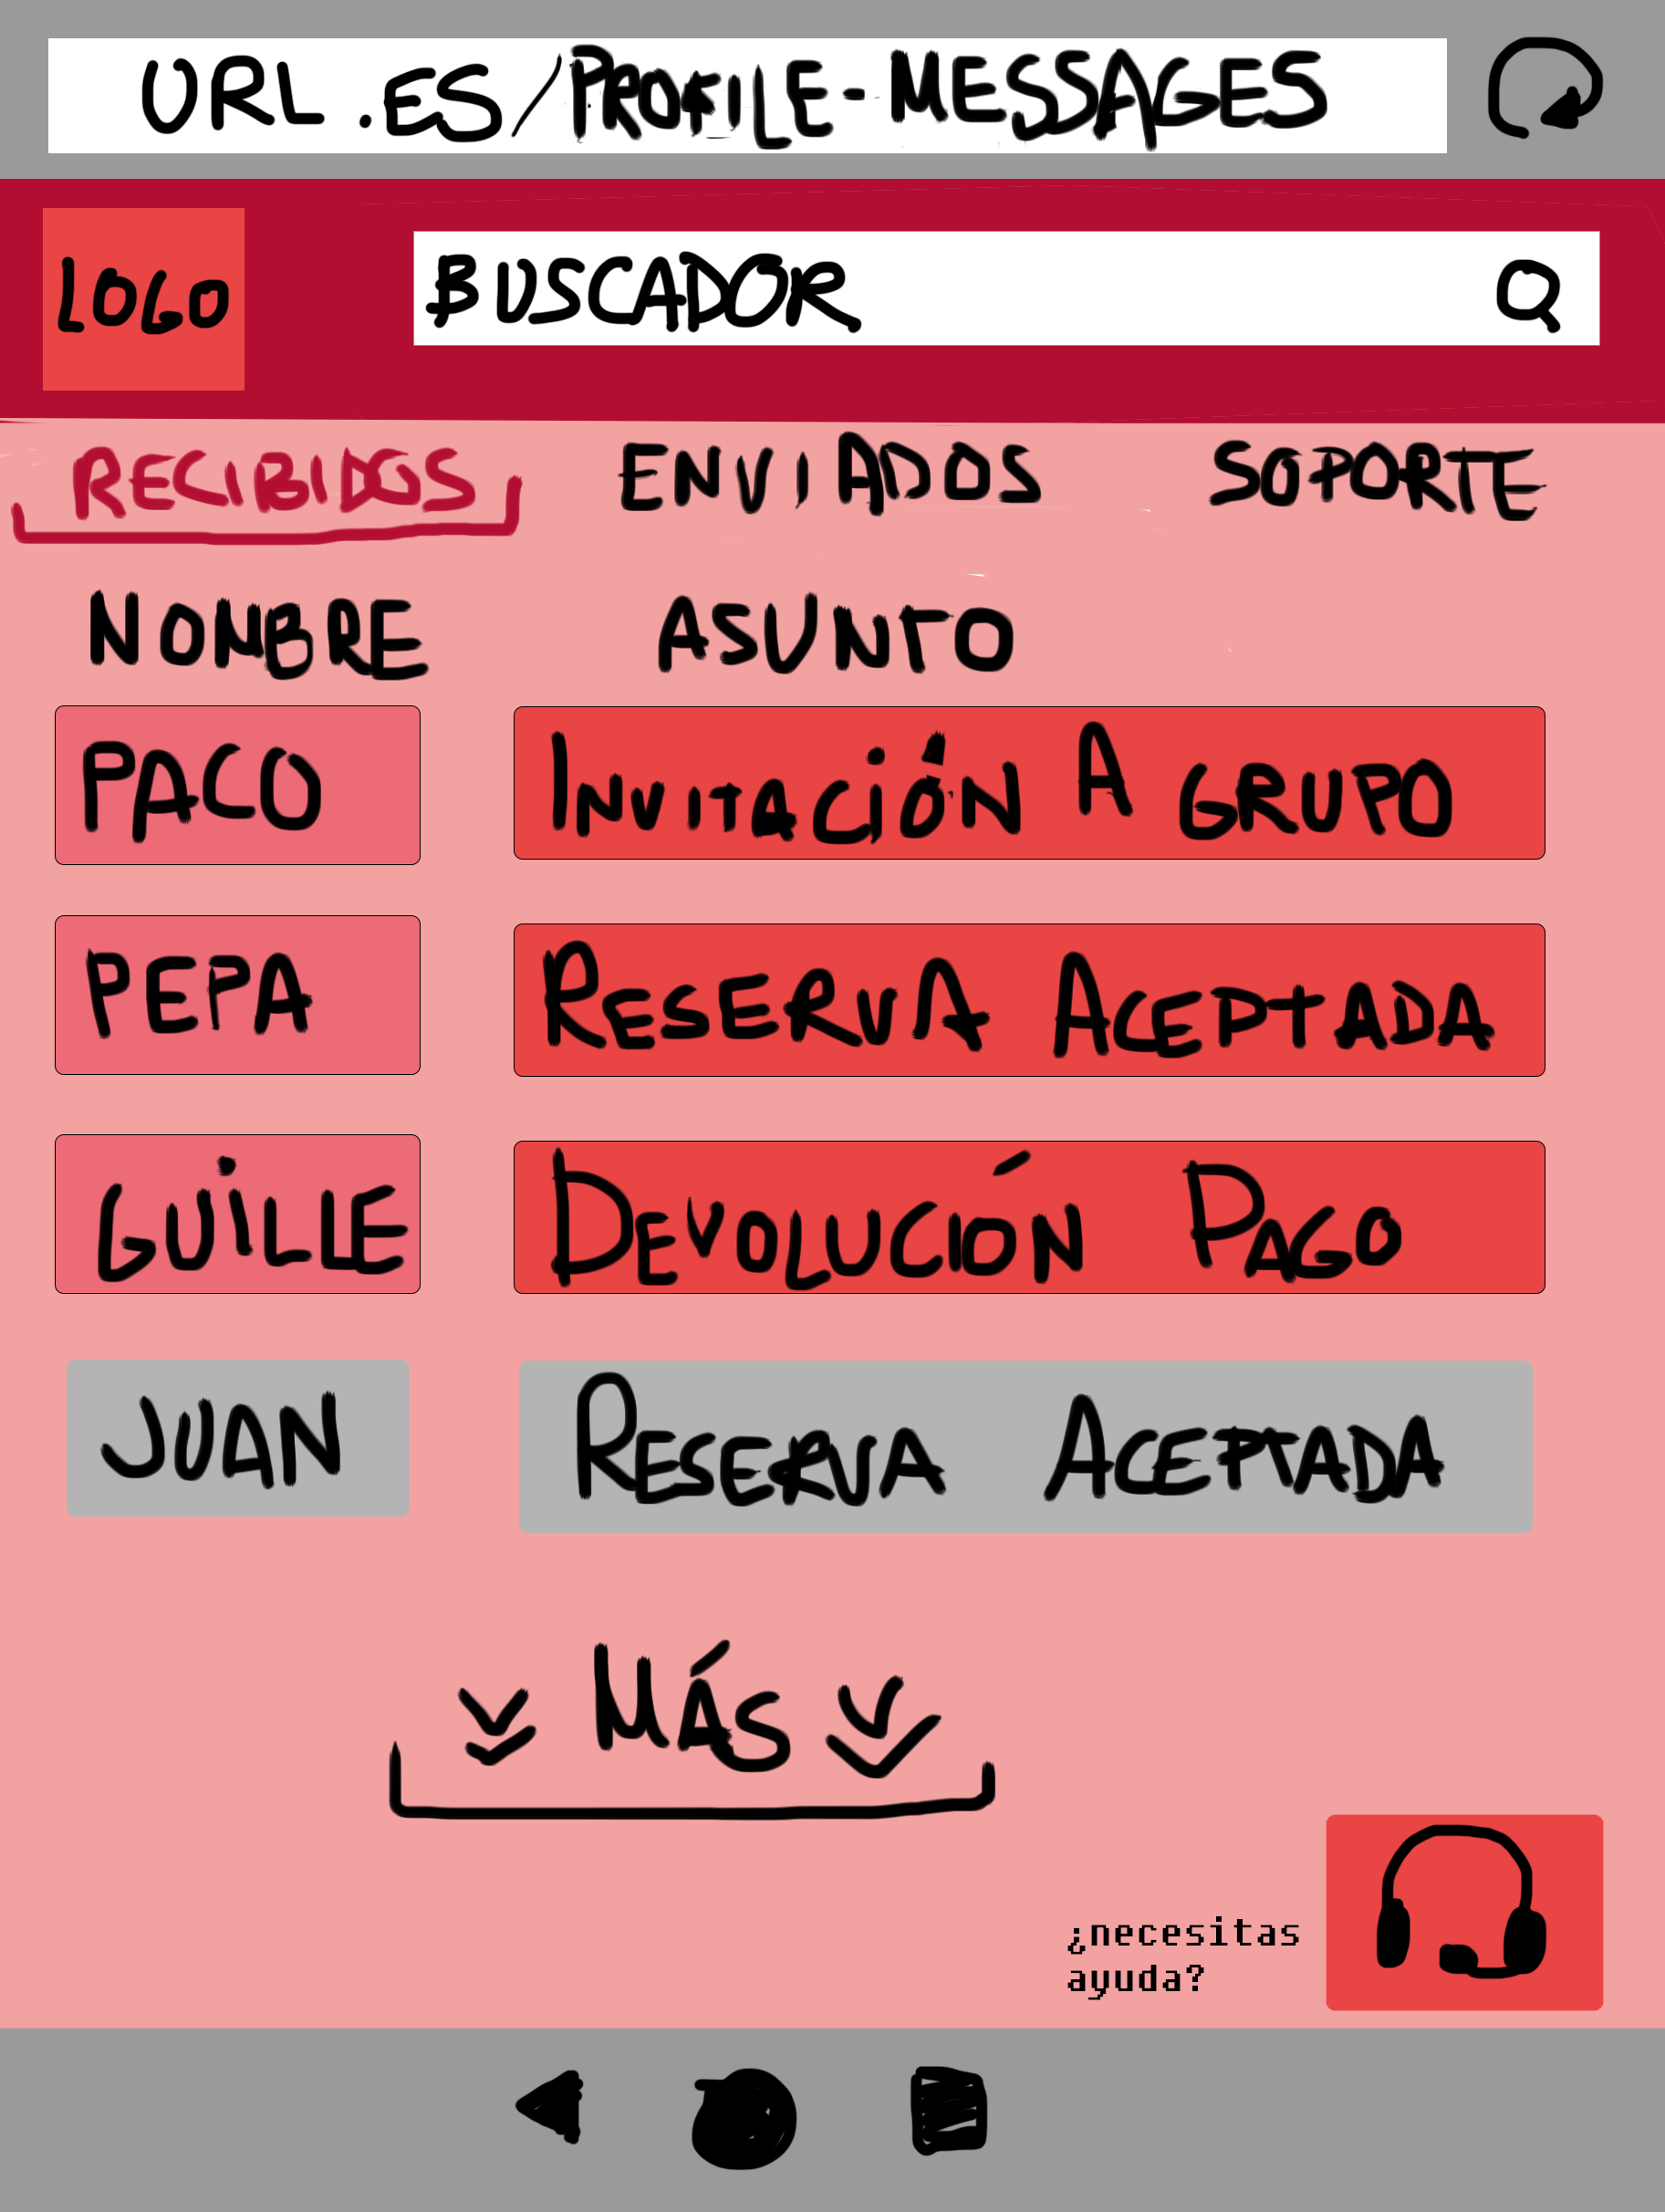 URL.ES/PROFILE-MESSAGES
LOGO
BUSCADOR
RECIBIDOS ENVIADOS SOPORTE
NOMBRE ASUNTO
PACO INVITACIÓN A GRUPO
PEPA RESERVA ACEPTADA
GUILLE DEVOLUCIÓN PAGO
JUAN RESERVA ACEPTADA
MÁS
¿necesitas
ayuda?